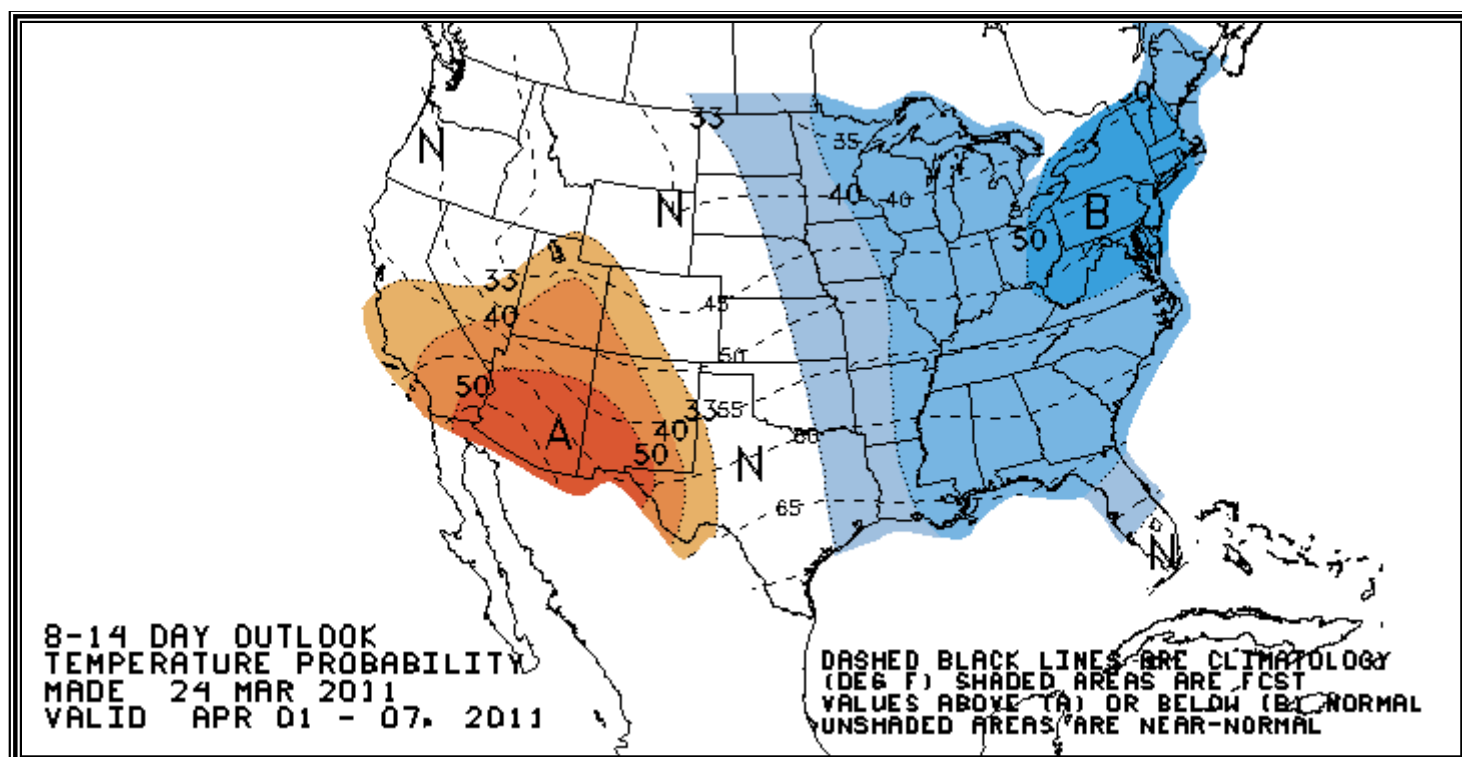 33
0
35
2
N
40
40
N
B
50
33
45
40
50
50
33
55
40
60
A
50
N
65
N
8-14 DAY OUTLOOK
TEMPERATURE PROBABILITY
MADE 24 MAR 2011
VALID APR 01 - 07, 2011
DASHED BLACK LINES ARE CLIMATOLOGY
(DEG F) SHADED AREAS ARE FCST
VALUES ABOVE (A) OR BELOW (B) NORMAL
UNSHADED AREAS ARE NEAR-NORMAL